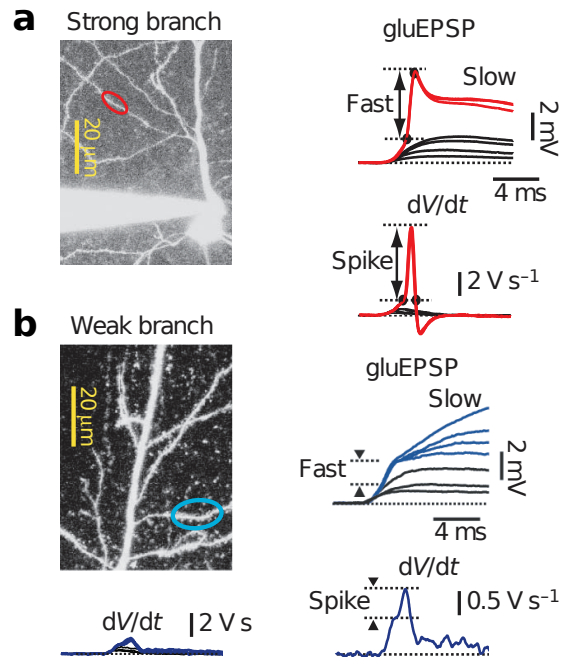 a
Strong branch
gluEPSP
20 μm
Fast
Slow
2 mV
4 ms
dV/dt
Spike
2 V s⁻¹
b
Weak branch
gluEPSP
20 μm
Slow
Fast
2 mV
4 ms
dV/dt
2 V s
dV/dt
Spike
0.5 V s⁻¹